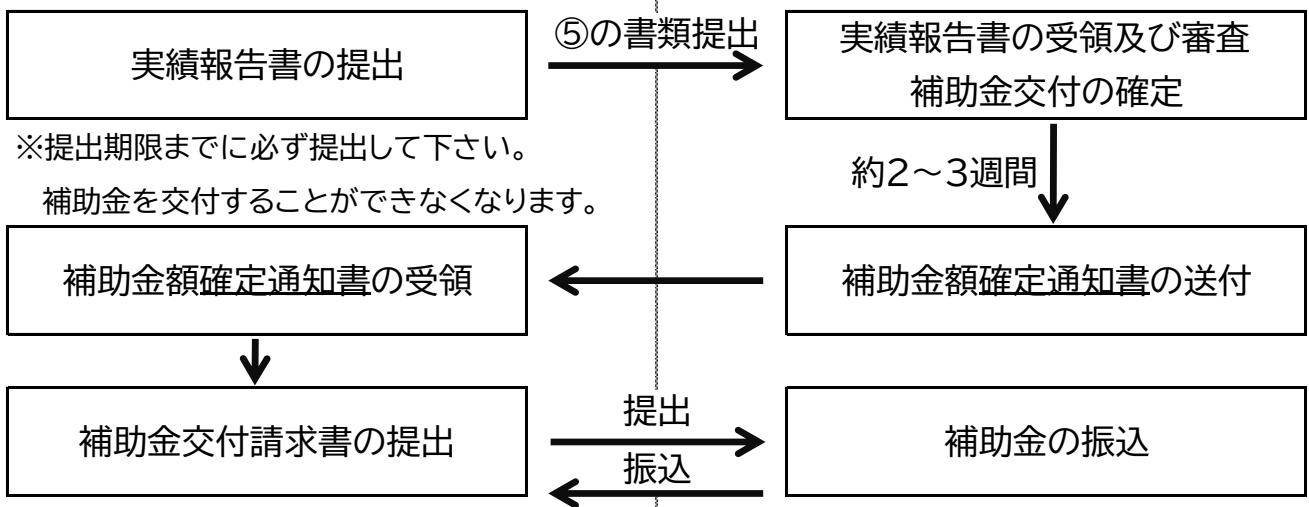 実績報告書の提出
⑤の書類提出
実績報告書の受領及び審査
補助金交付の確定
※提出期限までに必ず提出して下さい。
補助金を交付することができなくなります。
約2～3週間
補助金額確定通知書の受領
補助金額確定通知書の送付
補助金交付請求書の提出
提出
振込
補助金の振込